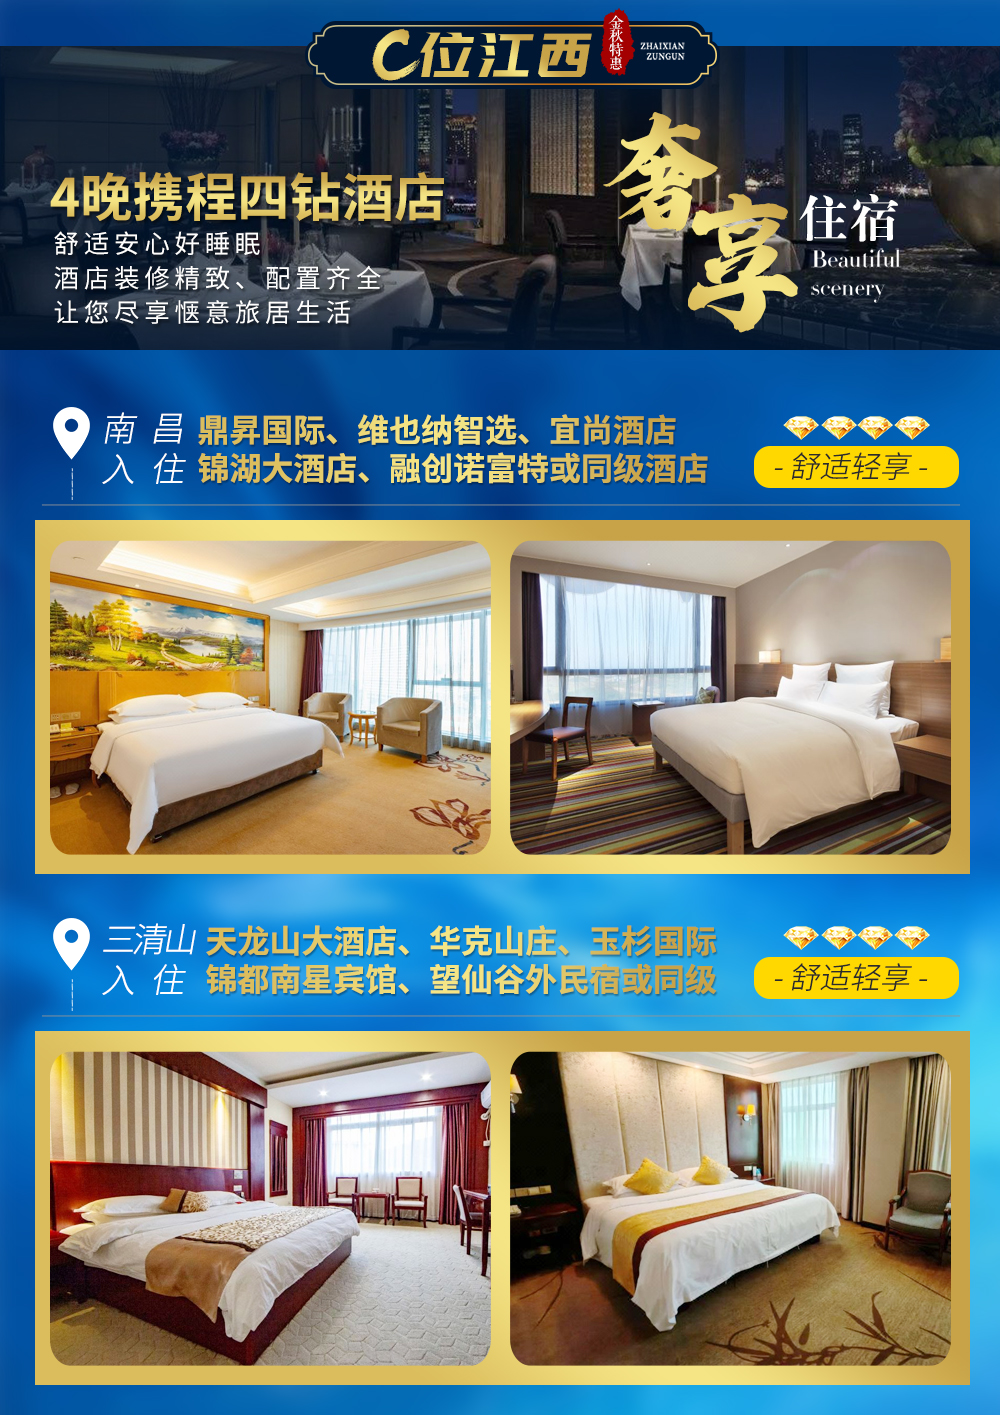 C位江西
金秋特惠
ZHAIXIAN
ZUNGUN
奢享
住宿
Beautiful
scenery
4晚携程四钻酒店
舒适安心好睡眠
酒店装修精致、配置齐全
让您尽享惬意旅居生活
南昌 鼎昇国际、维也纳智选、宜尚酒店
入住 锦湖大酒店、融创诺富特或同级酒店
- 舒适轻享 -
三清山 天龙山大酒店、华克山庄、玉杉国际
入住 锦都南星宾馆、望仙谷外民宿或同级
- 舒适轻享 -